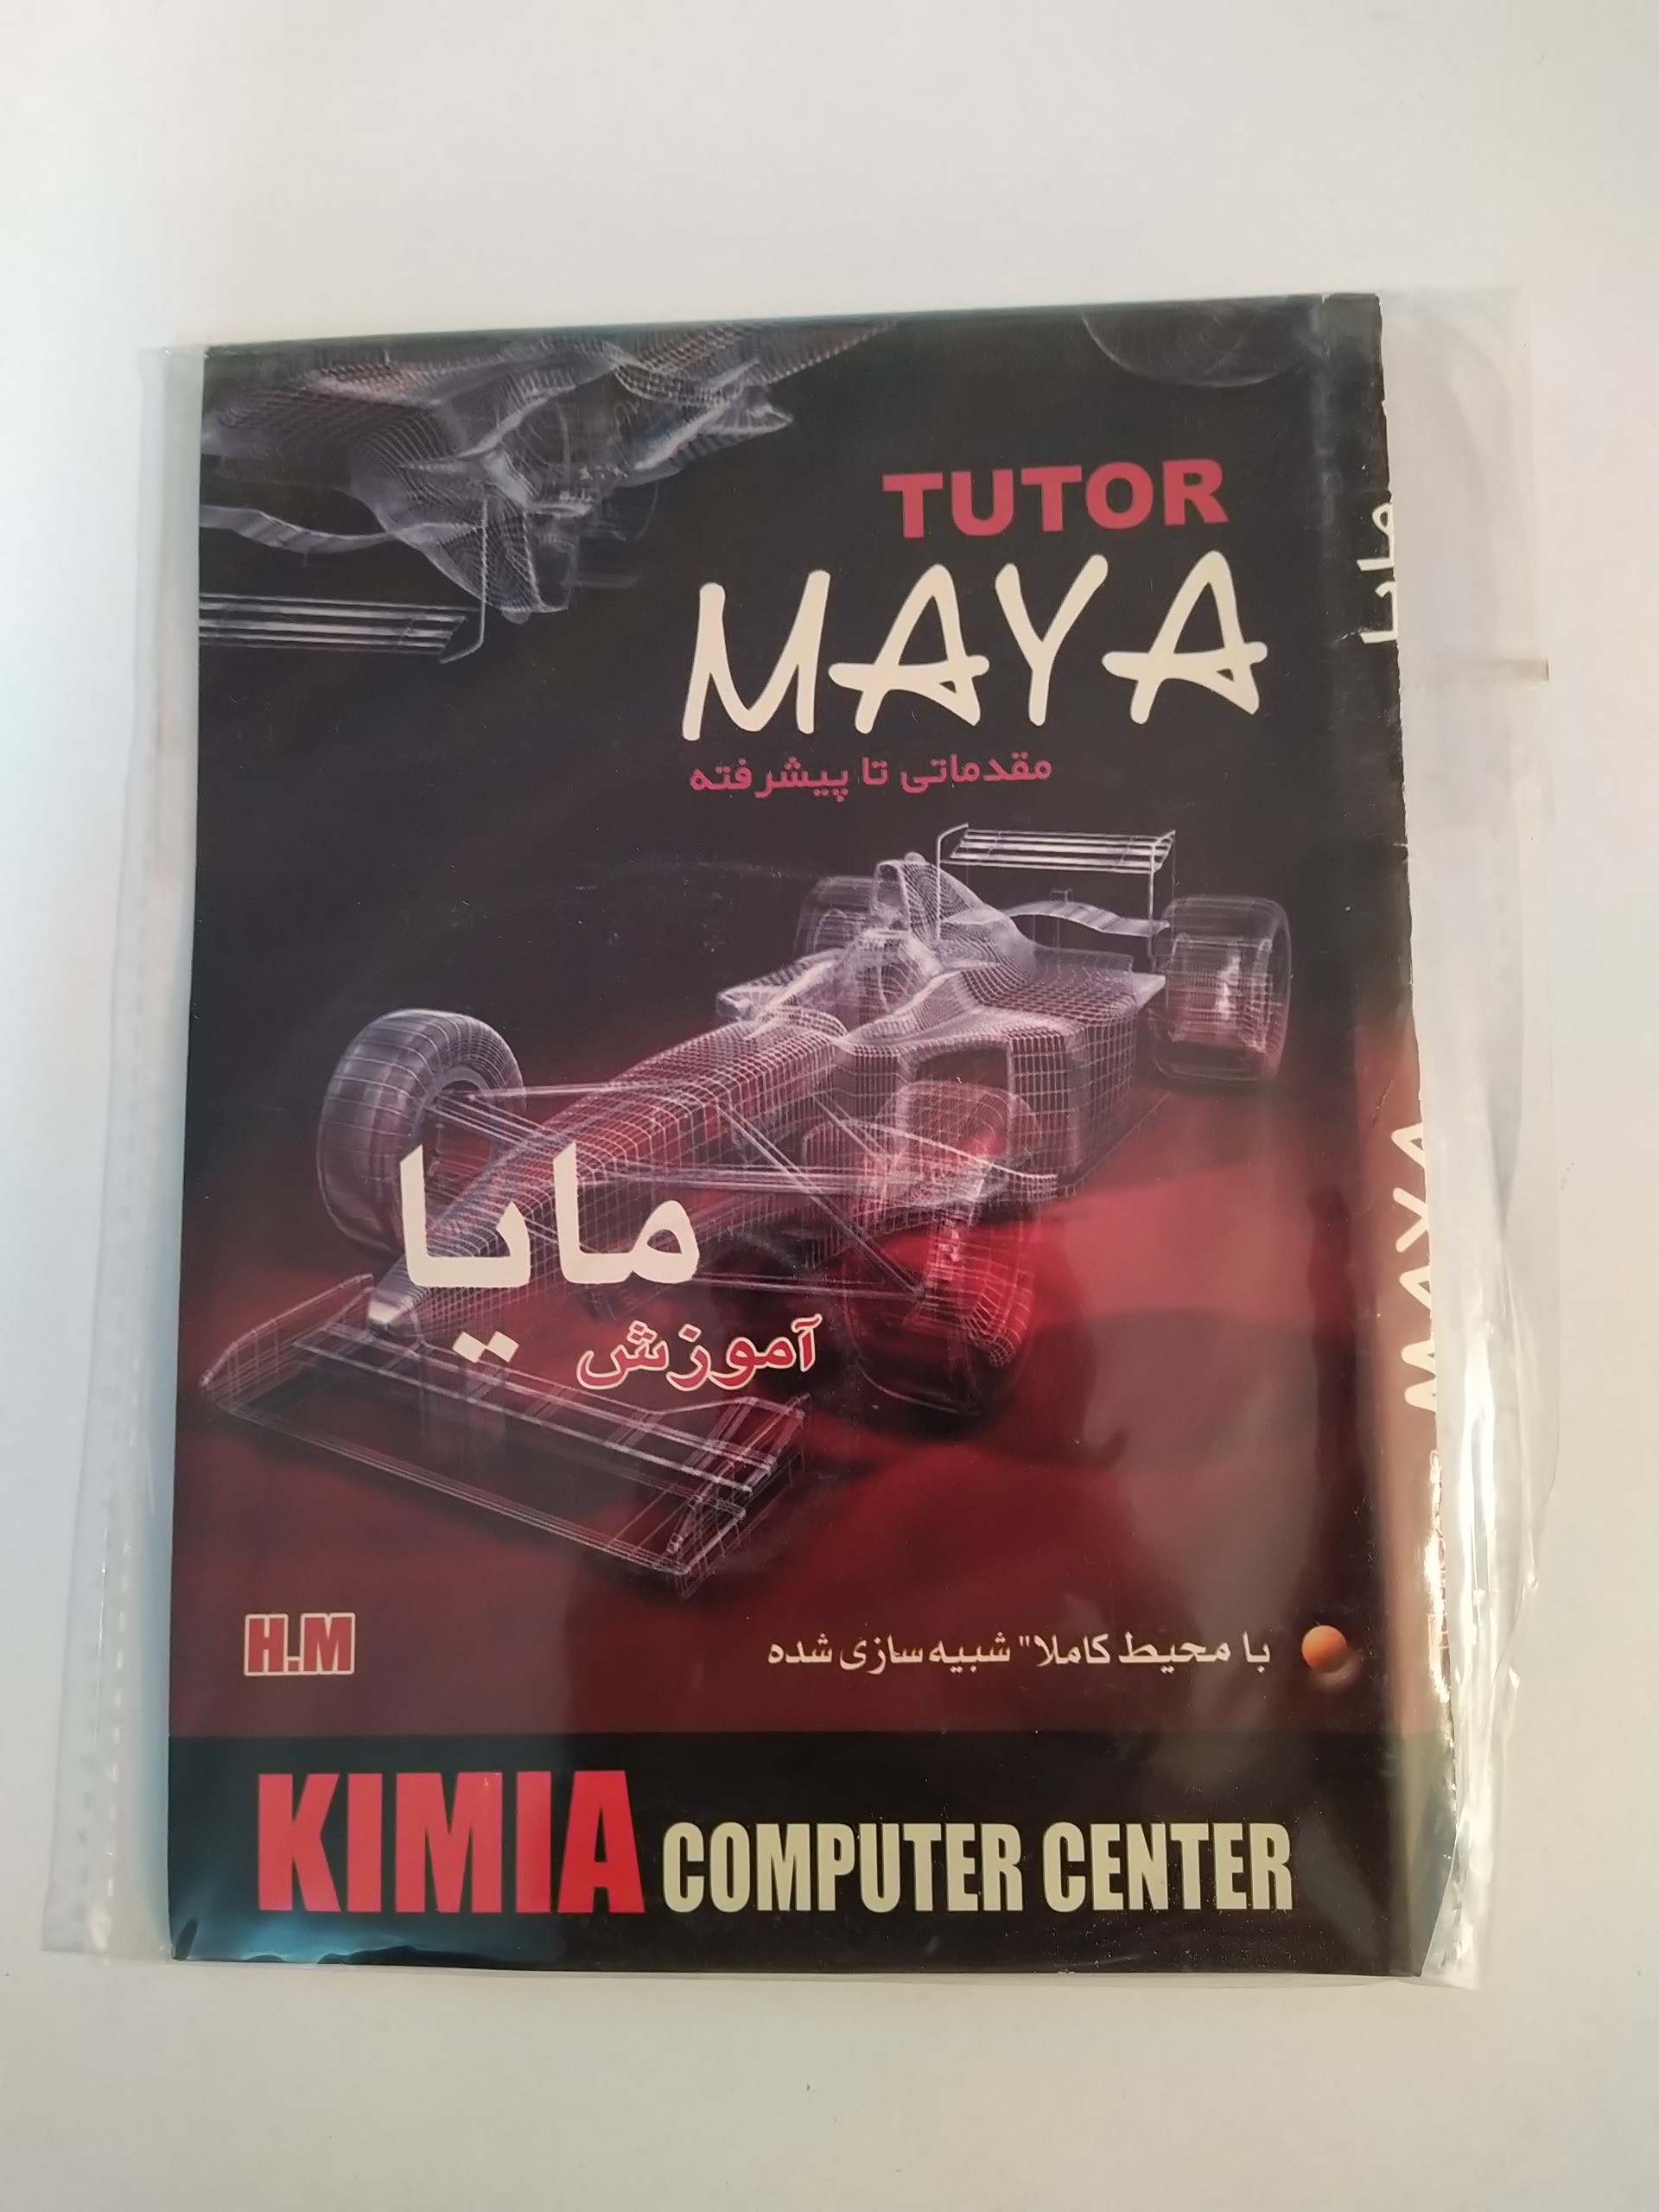 TUTOR
MAYA
مقدماتی تا پیشرفته
مایا
آموزش
با محیط کاملا" شبیه سازی شده
H.M
KIMIA COMPUTER CENTER
مایا
MAYA